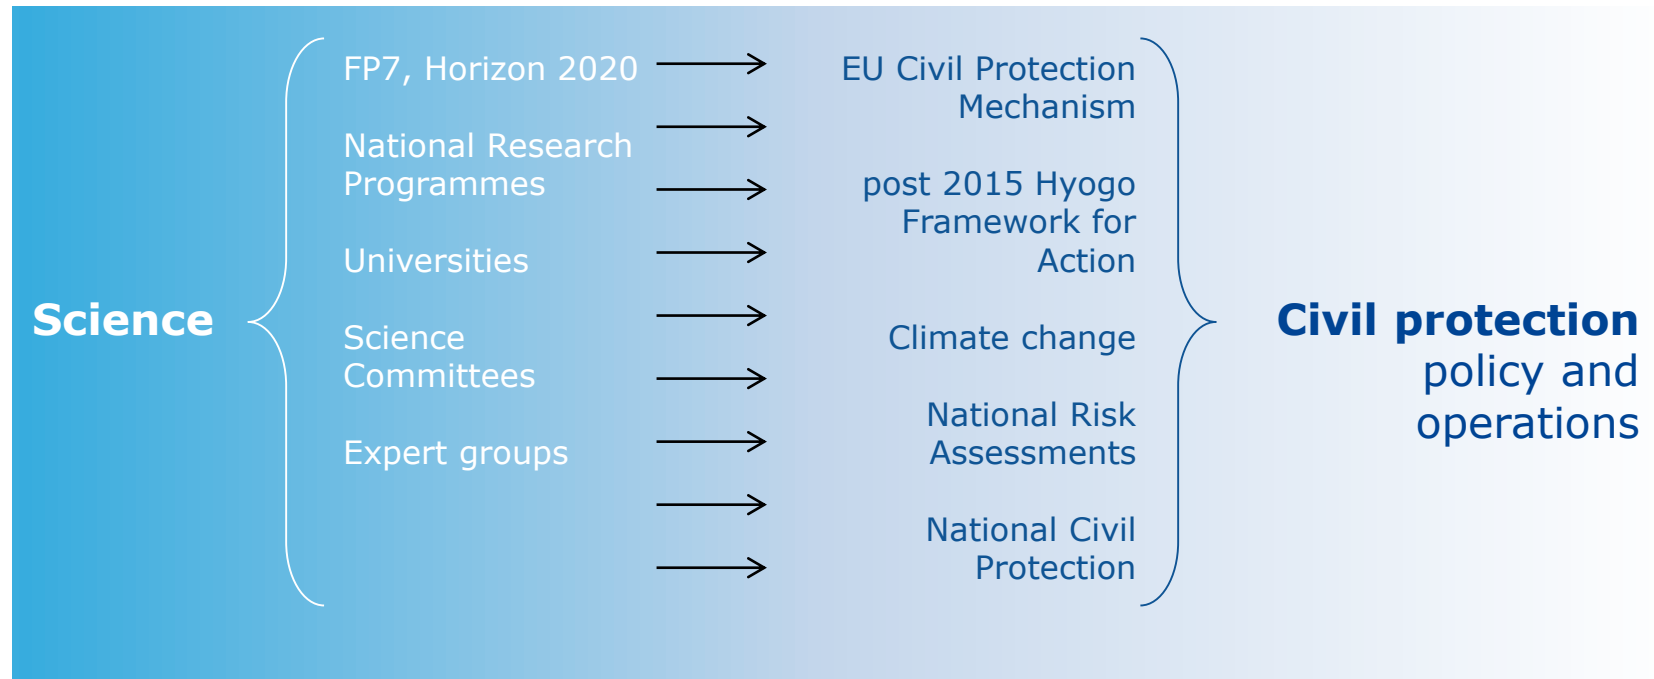 Science
FP7, Horizon 2020
National Research
Programmes
Universities
Science
Committees
Expert groups
EU Civil Protection
Mechanism
post 2015 Hyogo
Framework for
Action
Climate change
National Risk
Assessments
National Civil
Protection
Civil protection
policy and
operations